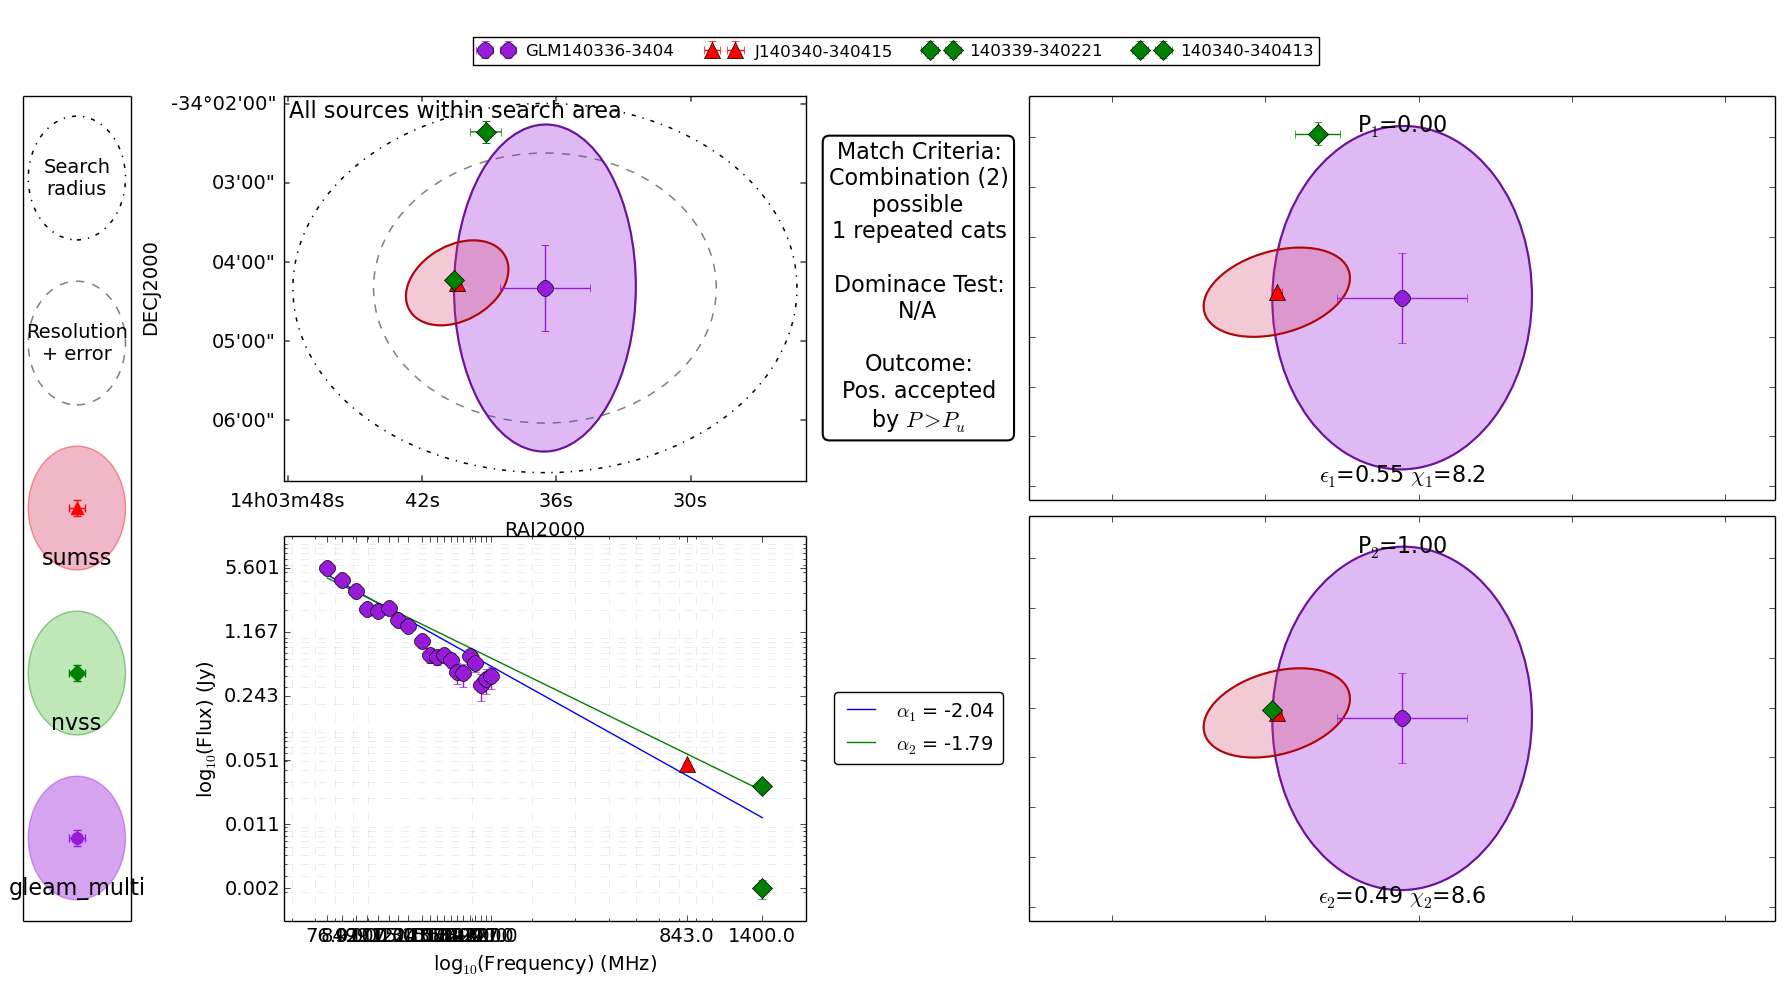 GLM140336-3404
J140340-340415
140339-340221
140340-340413
Search
radius
Resolution
+ error
sumss
nvss
gleam_multi
All sources within search area
-34°02'00"
03'00"
04'00"
05'00"
06'00"
DECJ2000
14h03m48s
42s
36s
30s
RAJ2000
Match Criteria:
Combination (2)
possible
1 repeated cats
Dominace Test:
N/A
Outcome:
Pos. accepted
by P>Pu
P1=0.00
ϵ1=0.55 χ1=8.2
P2=1.00
ϵ2=0.49 χ2=8.6
5.601
1.167
0.243
0.051
0.011
0.002
log10(Flux) (Jy)
843.0
1400.0
log10(Frequency) (MHz)
α1 = -2.04
α2 = -1.79